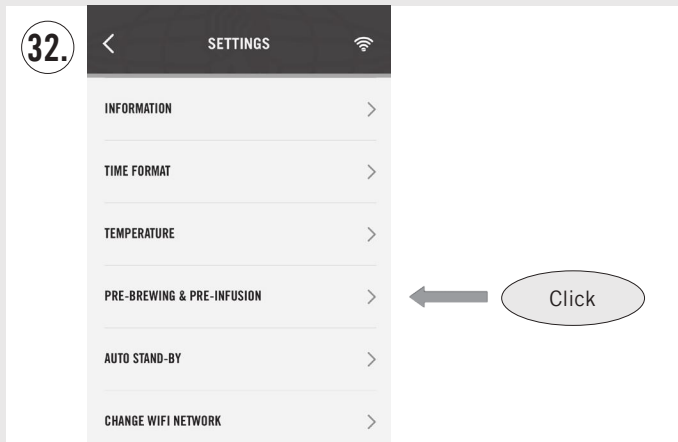 32.
SETTINGS
INFORMATION
TIME FORMAT
TEMPERATURE
PRE-BREWING & PRE-INFUSION
Click
AUTO STAND-BY
CHANGE WIFI NETWORK